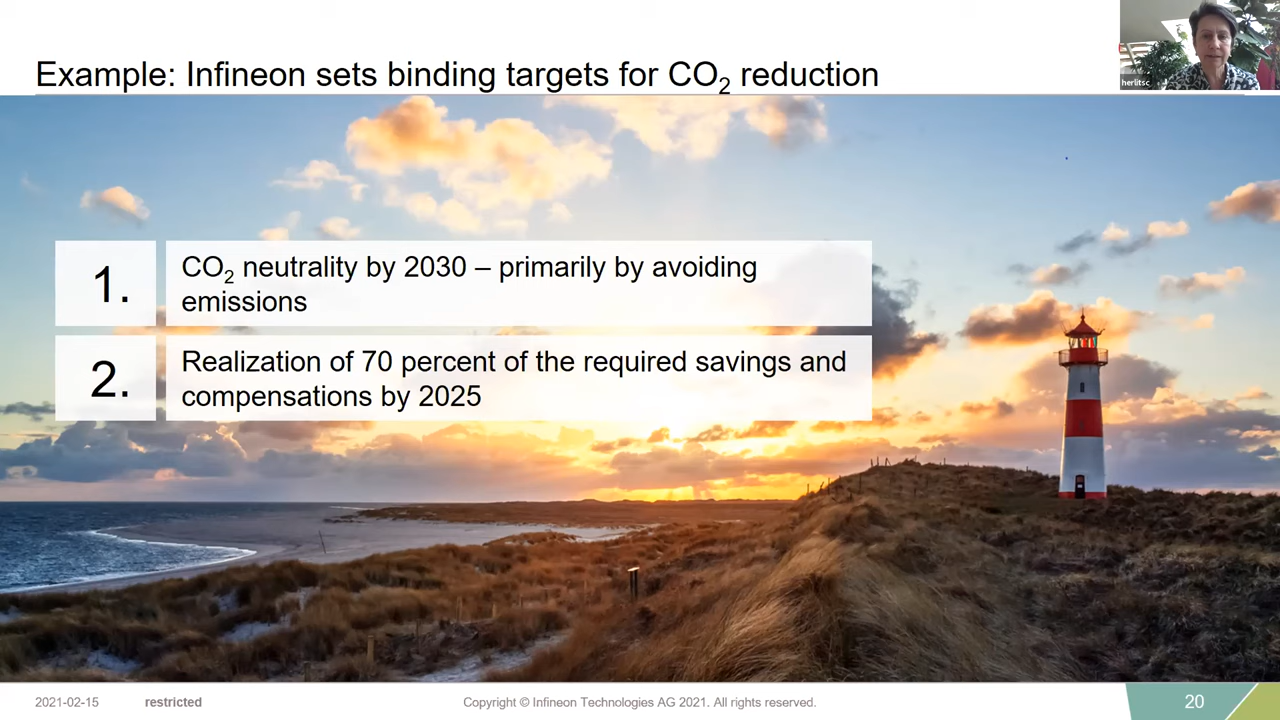 Example: Infineon sets binding targets for CO₂ reduction
herlitsc
1.
CO₂ neutrality by 2030 – primarily by avoiding
emissions
2.
Realization of 70 percent of the required savings and
compensations by 2025
2021-02-15
restricted
Copyright © Infineon Technologies AG 2021. All rights reserved.
20